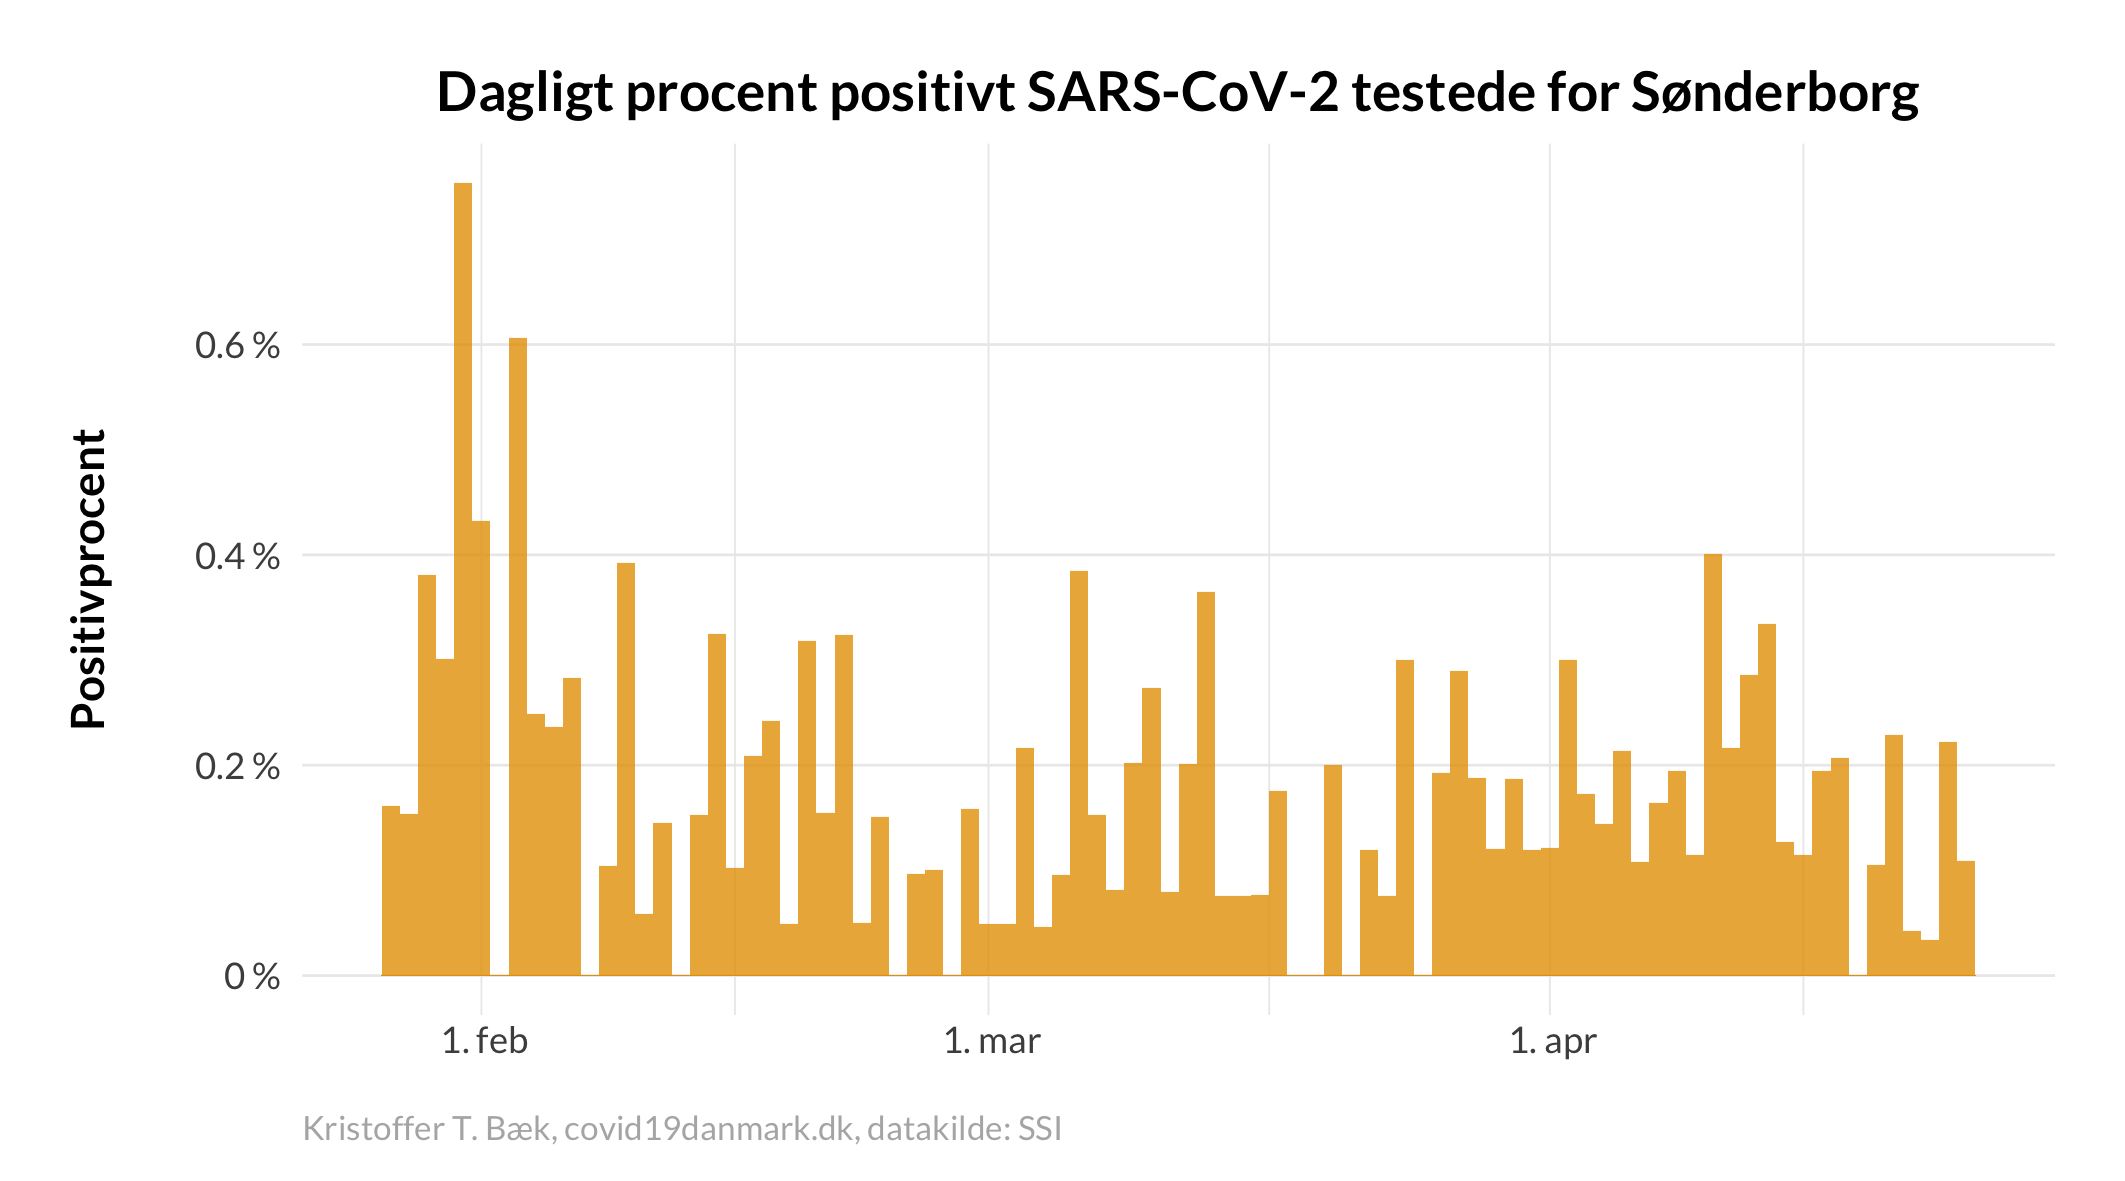 Dagligt procent positivt SARS-CoV-2 testede for Sønderborg
Positivprocent
0.6 %
0.4 %
0.2 %
0 %
1. feb
1. mar
1. apr
Kristoffer T. Bæk, covid19danmark.dk, datakilde: SSI